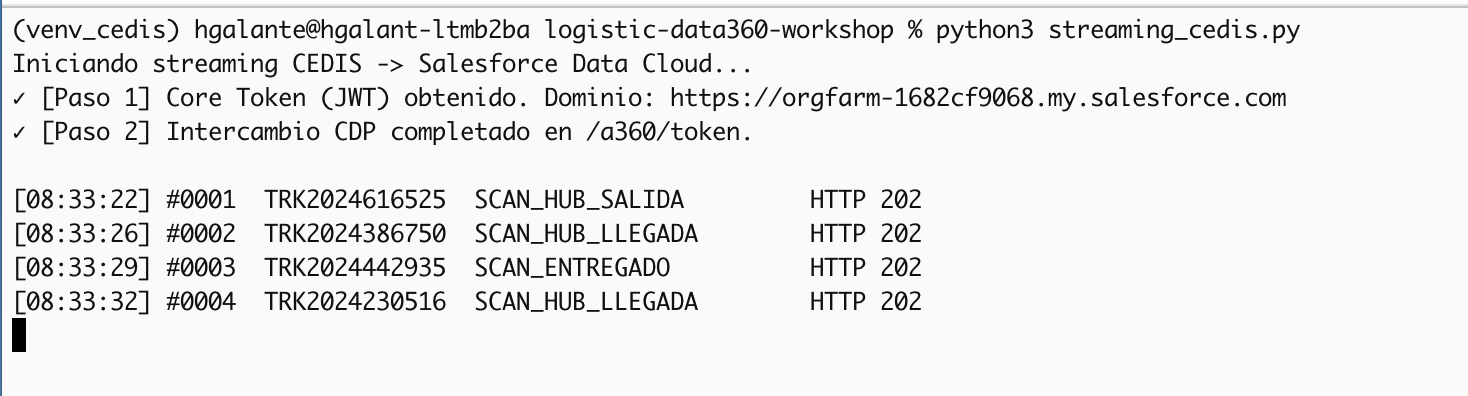 (venv_cedis) hgalante@hgalant-ltmb2ba logistic-data360-workshop % python3 streaming_cedis.py
Iniciando streaming CEDIS -> Salesforce Data Cloud...
✓ [Paso 1] Core Token (JWT) obtenido. Dominio: https://orgfarm-1682cf9068.my.salesforce.com
✓ [Paso 2] Intercambio CDP completado en /a360/token.
[08:33:22] #0001  TRK2024616525  SCAN_HUB_SALIDA         HTTP 202
[08:33:26] #0002  TRK2024386750  SCAN_HUB_LLEGADA        HTTP 202
[08:33:29] #0003  TRK2024442935  SCAN_ENTREGADO          HTTP 202
[08:33:32] #0004  TRK2024230516  SCAN_HUB_LLEGADA        HTTP 202